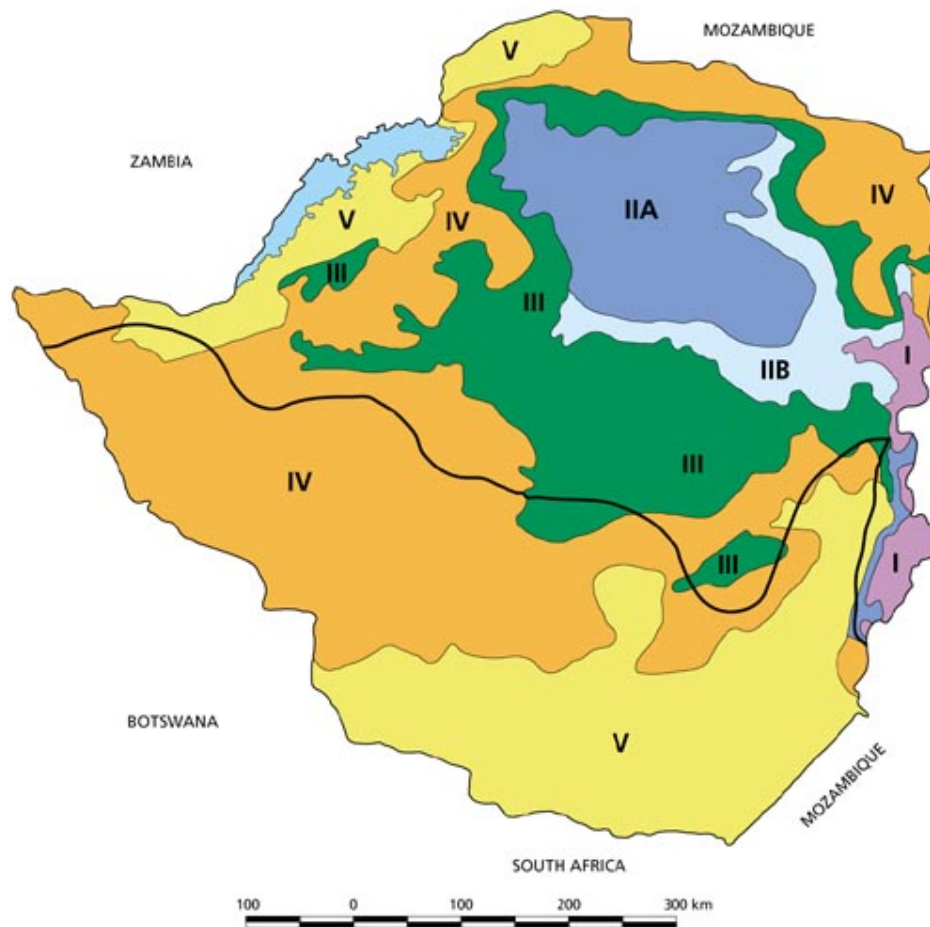 MOZAMBIQUE
V
ZAMBIA
IV
V
IV
IIA
III
III
I
IIB
III
IV
III
I
BOTSWANA
V
MOZAMBIQUE
SOUTH AFRICA
100 0 100 200 300 km